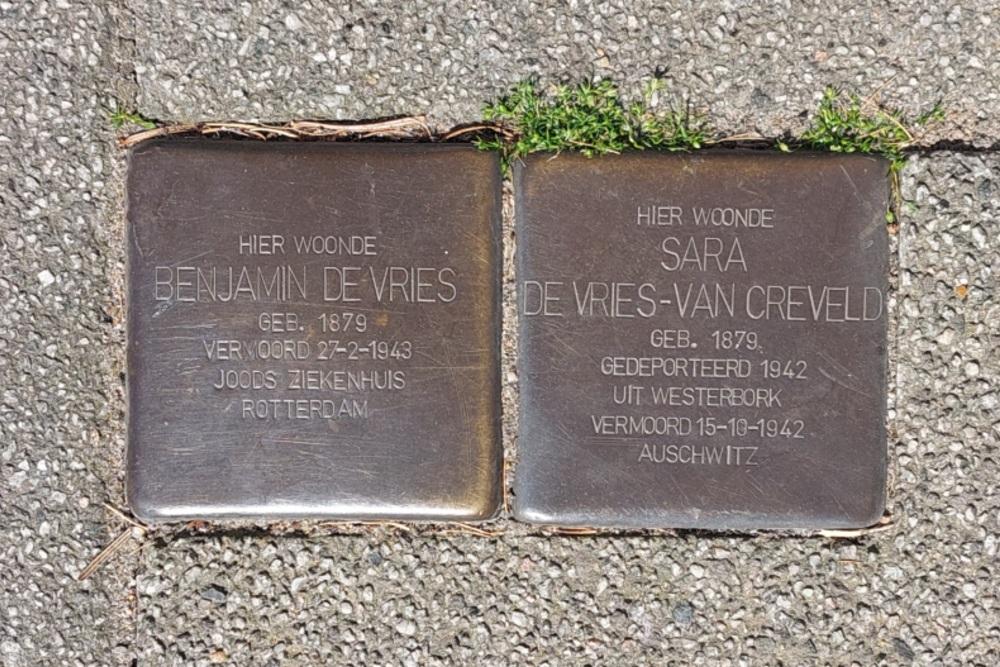 HIER WOONDE
BENJAMIN DE VRIES
GEB. 1879
VERMOORD 27-2-1943
JOODS ZIEKENHUIS
ROTTERDAM
HIER WOONDE
SARA
DE VRIES-VAN CREVELD
GEB. 1879
GEDEPORTEERD 1942
UIT WESTERBORK
VERMOORD 15-10-1942
AUSCHWITZ